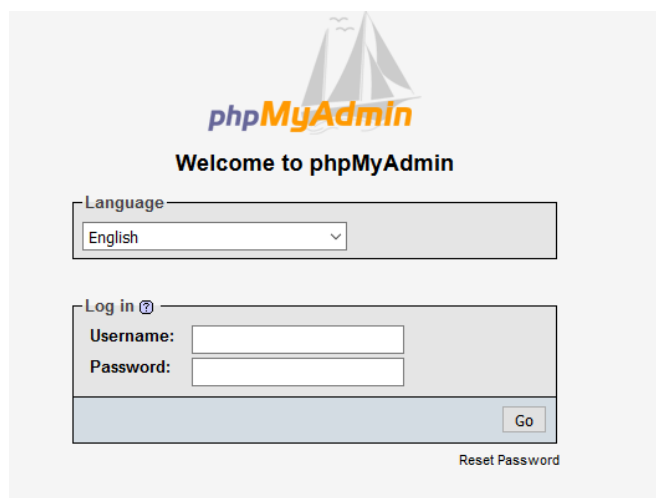 phpMyAdmin
Welcome to phpMyAdmin
Language
English
Log in ?
Username:
Password:
Go
Reset Password